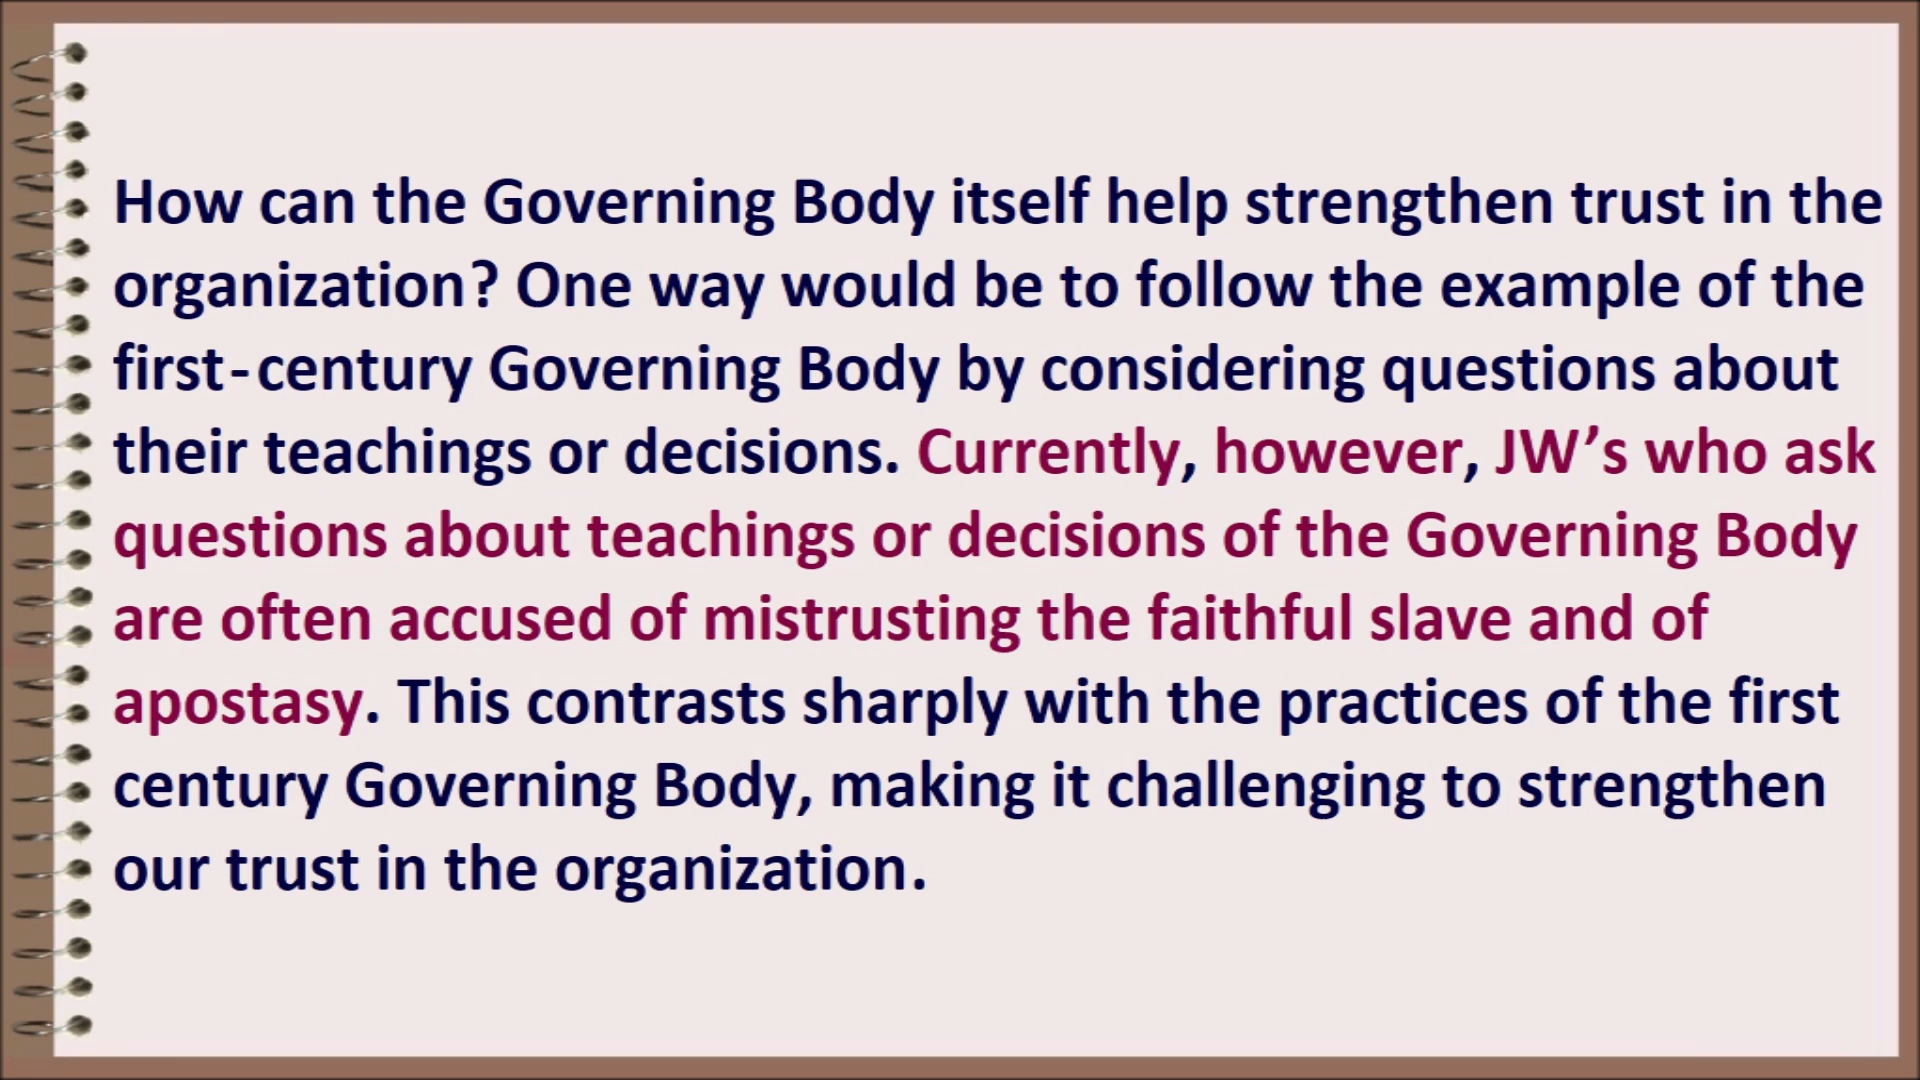 How can the Governing Body itself help strengthen trust in the
organization? One way would be to follow the example of the
first-century Governing Body by considering questions about
their teachings or decisions. Currently, however, JW’s who ask
questions about teachings or decisions of the Governing Body
are often accused of mistrusting the faithful slave and of
apostasy. This contrasts sharply with the practices of the first
century Governing Body, making it challenging to strengthen
our trust in the organization.